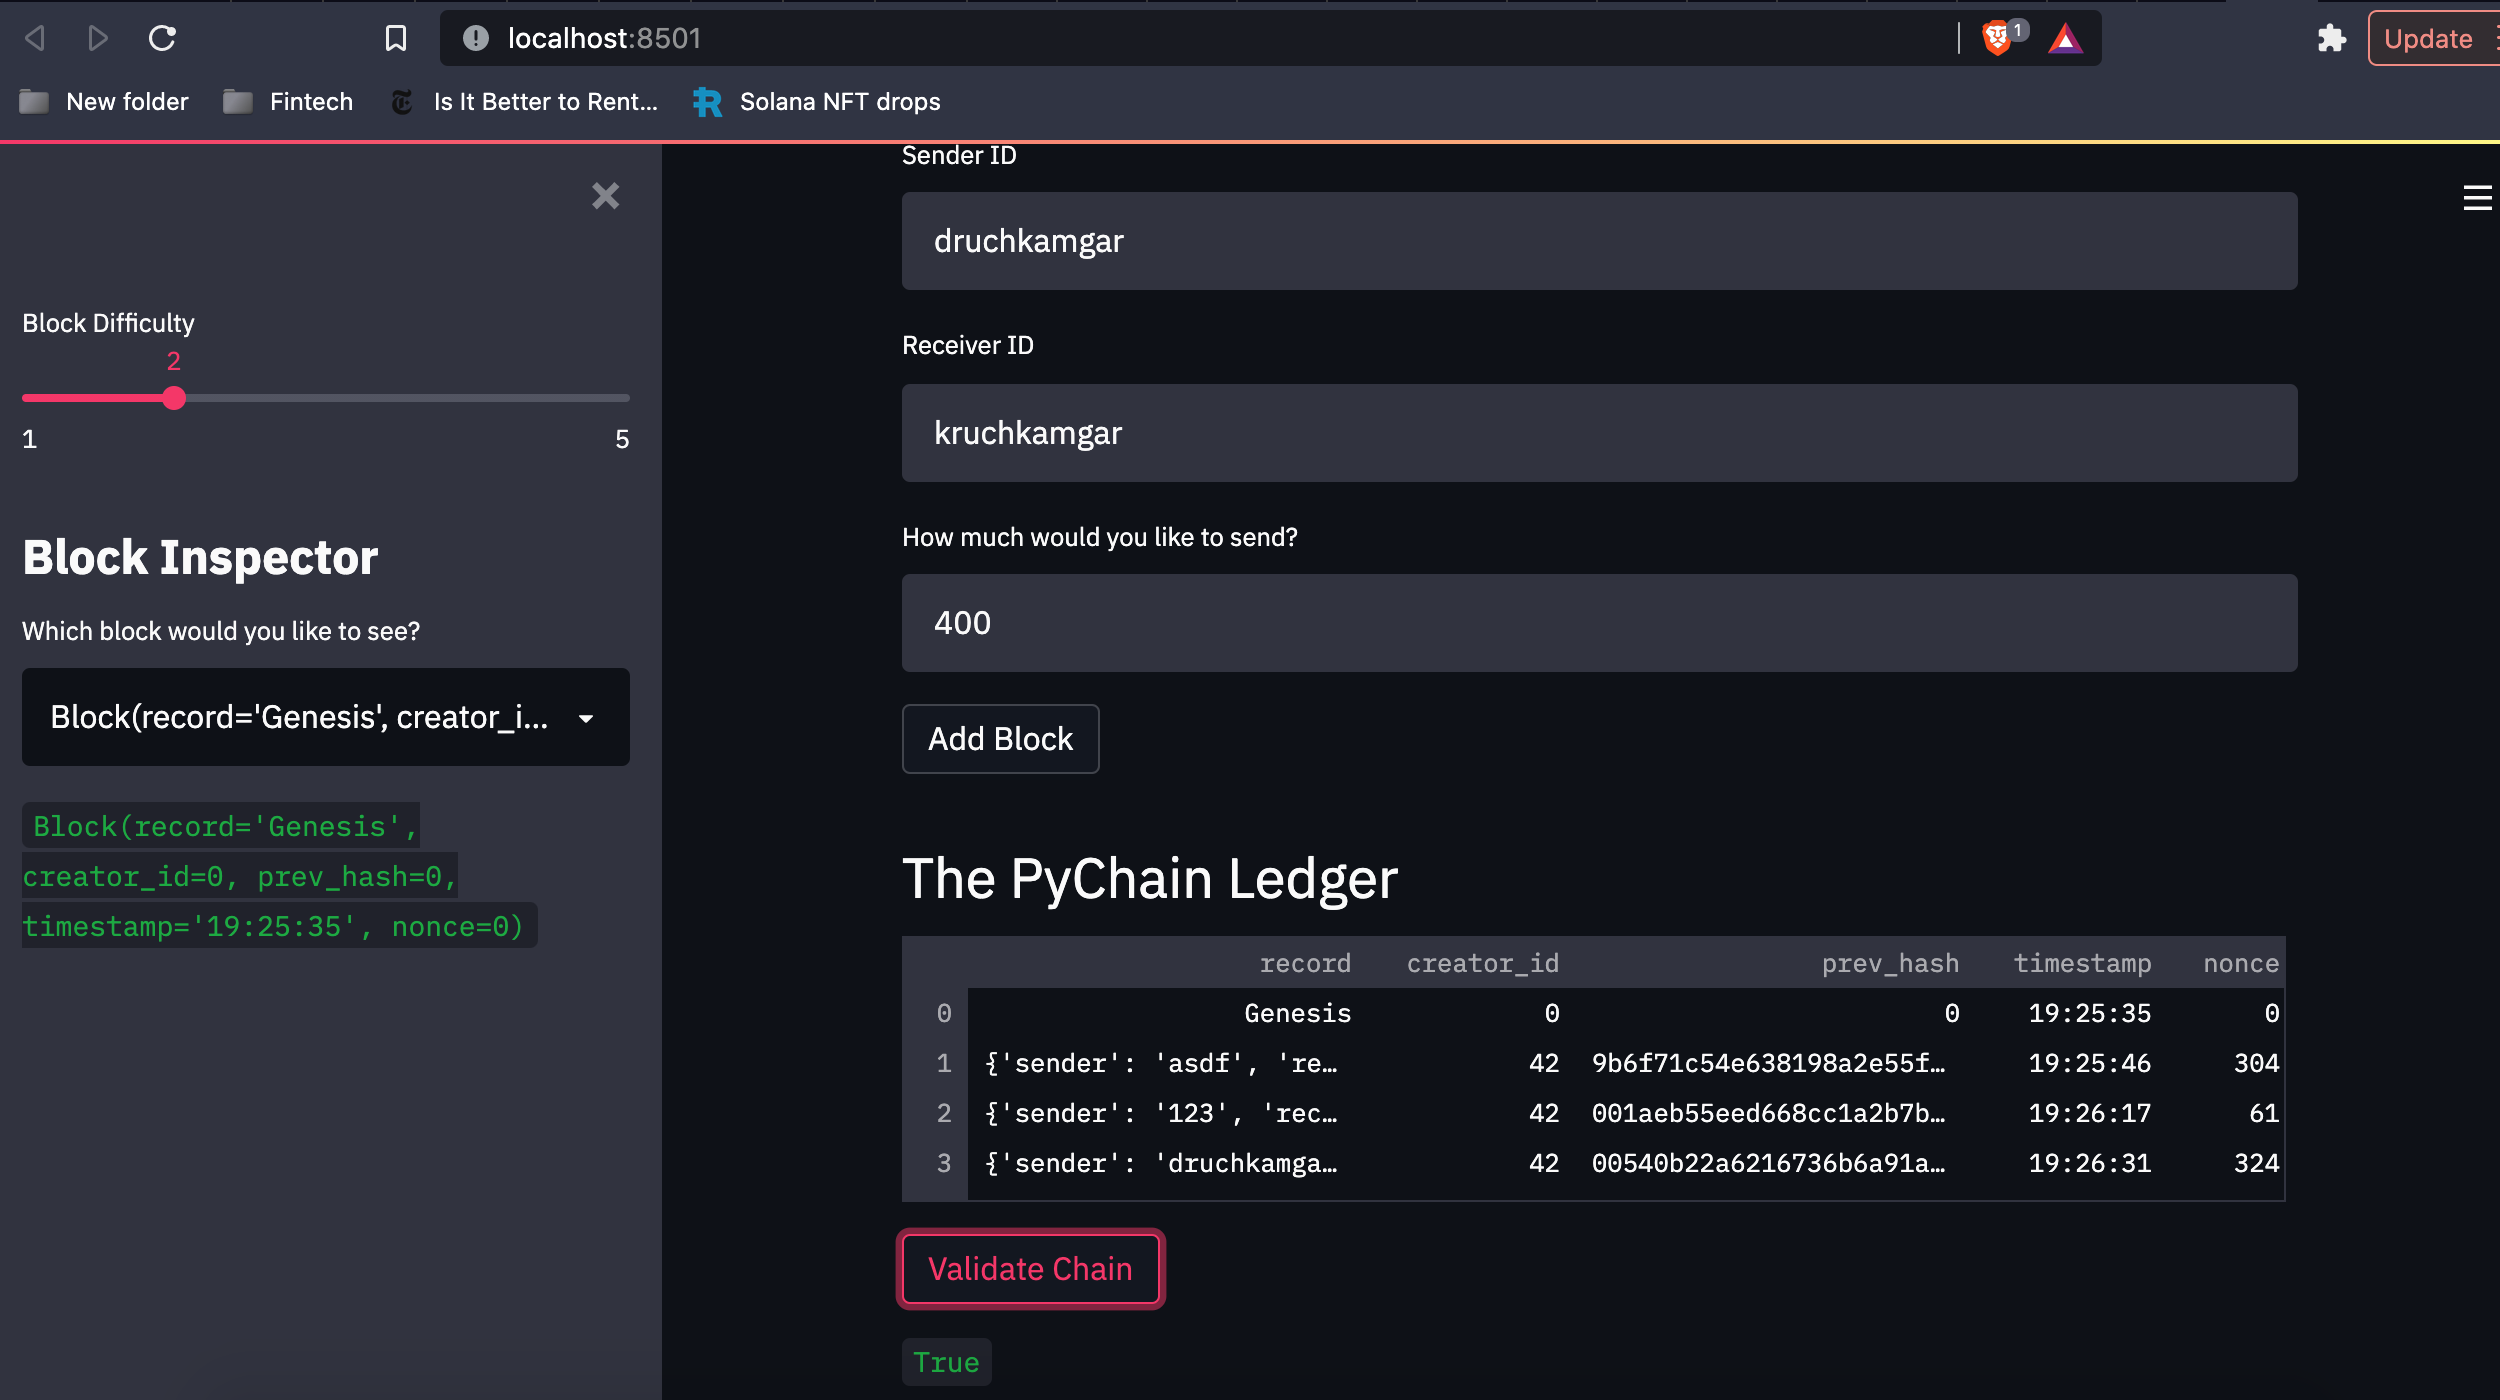 localhost:8501
1
Update
New folder
Fintech
Is It Better to Rent...
Solana NFT drops
Block Difficulty
2
1
5
Block Inspector
Which block would you like to see?
Block(record='Genesis', creator_i...
Block(record='Genesis',
creator_id=0, prev_hash=0,
timestamp='19:25:35', nonce=0)
Sender ID
druchkamgar
Receiver ID
kruchkamgar
How much would you like to send?
400
Add Block
The PyChain Ledger
record creator_id prev_hash timestamp nonce
0 Genesis 0 0 19:25:35 0
1 {'sender': 'asdf', 're… 42 9b6f71c54e638198a2e55f… 19:25:46 304
2 {'sender': '123', 'rec… 42 001aeb55eed668cc1a2b7b… 19:26:17 61
3 {'sender': 'druchkamga… 42 00540b22a6216736b6a91a… 19:26:31 324
Validate Chain
True